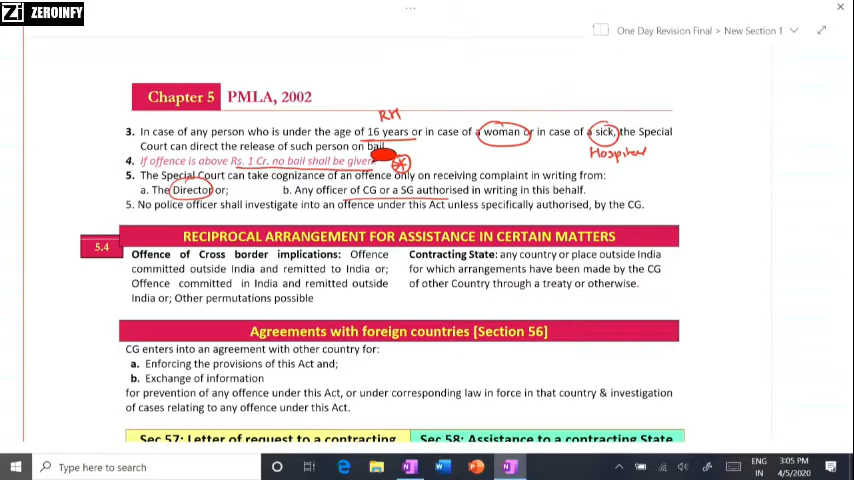 Zi ZEROINFY
One Day Revision Final > New Section 1
Chapter 5 PMLA, 2002
RH
3. In case of any person who is under the age of 16 years or in case of a woman or in case of a sick, the Special
Court can direct the release of such person on bail
Hospital
4. If offence is above Rs. 1 Cr. no bail shall be given.
5. The Special Court can take cognizance of an offence only on receiving complaint in writing from:
a. The Director or; b. Any officer of CG or a SG authorised in writing in this behalf.
5. No police officer shall investigate into an offence under this Act unless specifically authorised, by the CG.
5.4 RECIPROCAL ARRANGEMENT FOR ASSISTANCE IN CERTAIN MATTERS
Offence of Cross border implications: Offence
committed outside India and remitted to India or;
Offence committed in India and remitted outside
India or; Other permutations possible
Contracting State: any country or place outside India
for which arrangements have been made by the CG
of other Country through a treaty or otherwise.
Agreements with foreign countries [Section 56]
CG enters into an agreement with other country for:
a. Enforcing the provisions of this Act and;
b. Exchange of information
for prevention of any offence under this Act, or under corresponding law in force in that country & investigation
of cases relating to any offence under this Act.
Sec 57: Letter of request to a contracting
Sec 58: Assistance to a contracting State
Type here to search
ENG
IN
3:05 PM
4/5/2020